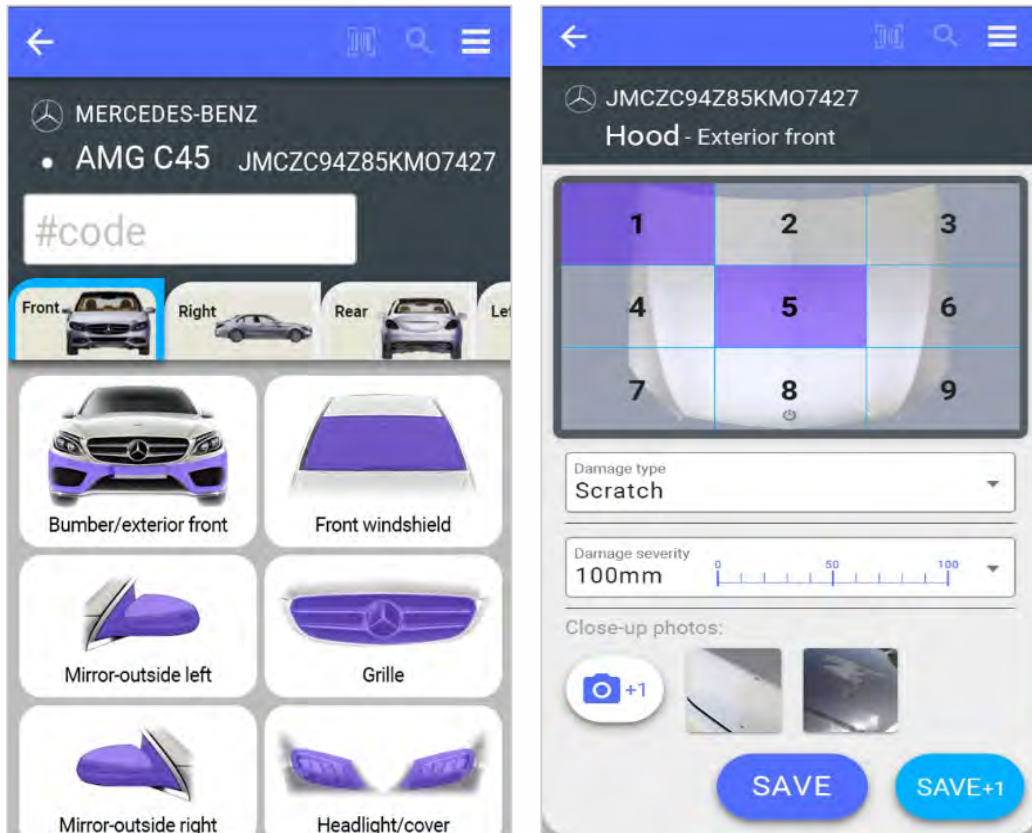 MERCEDES-BENZ
• AMG C45 JMCZC94Z85KMO7427
#code
Front
Right
Rear
Lef
Bumber/exterior front
Front windshield
Mirror-outside left
Grille
Mirror-outside right
Headlight/cover
JMCZC94Z85KMO7427
Hood - Exterior front
1 2 3
4 5 6
7 8 9
Damage type
Scratch
Damage severity
100mm
0 50 100
Close-up photos:
+1
SAVE
SAVE+1